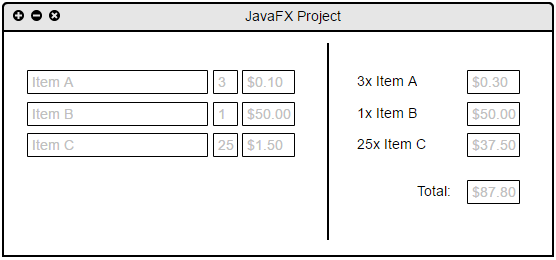 JavaFX Project
Item A 3 $0.10
Item B 1 $50.00
Item C 25 $1.50
3x Item A $0.30
1x Item B $50.00
25x Item C $37.50
Total: $87.80